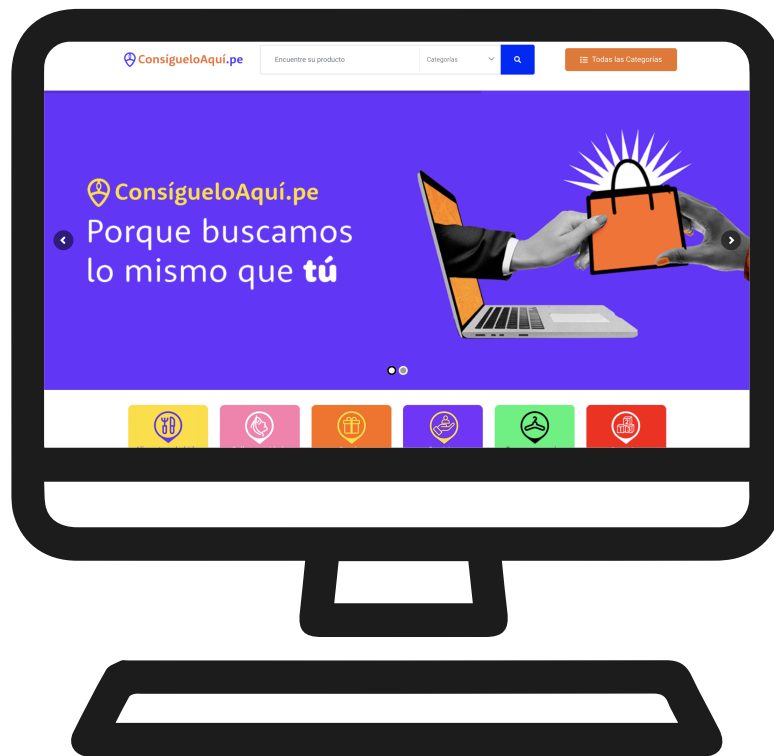 ConsígueloAquí.pe
Encuentre su producto
Categorías
Todas las Categorías
ConsígueloAquí.pe
Porque buscamos
lo mismo que tú